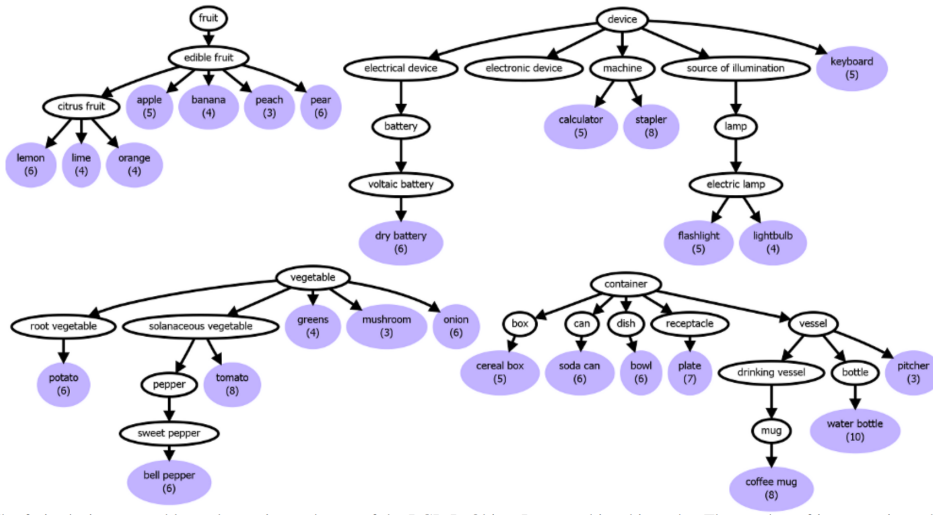 fruit
edible fruit
citrus fruit
apple
(5)
banana
(4)
peach
(3)
pear
(6)
lemon
(6)
lime
(4)
orange
(4)
device
electrical device
electronic device
machine
source of illumination
keyboard
(5)
battery
calculator
(5)
stapler
(8)
lamp
voltaic battery
electric lamp
dry battery
(6)
flashlight
(5)
lightbulb
(4)
vegetable
root vegetable
solanaceous vegetable
greens
(4)
mushroom
(3)
onion
(6)
potato
(6)
pepper
tomato
(8)
sweet pepper
bell pepper
(6)
container
box
can
dish
receptacle
vessel
cereal box
(5)
soda can
(6)
bowl
(6)
plate
(7)
drinking vessel
bottle
pitcher
(3)
mug
water bottle
(10)
coffee mug
(8)